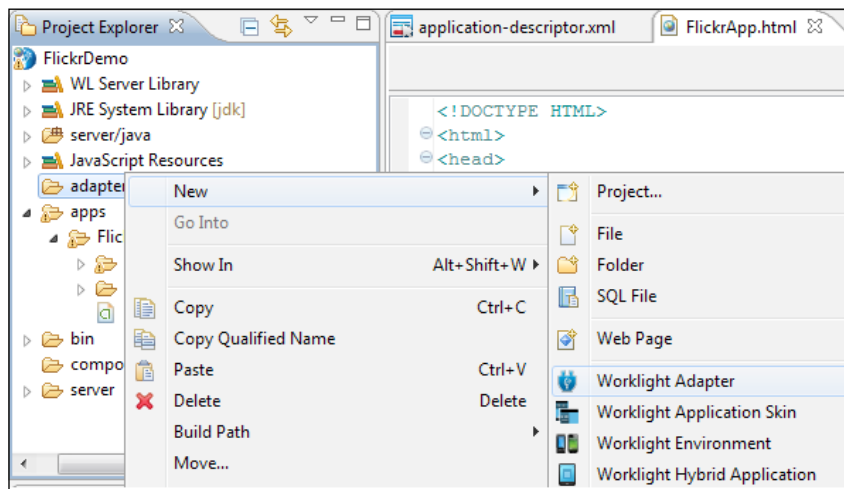 Project Explorer
application-descriptor.xml
FlickrApp.html
FlickrDemo
WL Server Library
JRE System Library [jdk]
server/java
JavaScript Resources
adapter
apps
Flic
bin
compo
server
<!DOCTYPE HTML>
<html>
<head>
New
Go Into
Show In Alt+Shift+W
Copy Ctrl+C
Copy Qualified Name
Paste Ctrl+V
Delete Delete
Build Path
Move...
Project...
File
Folder
SQL File
Web Page
Worklight Adapter
Worklight Application Skin
Worklight Environment
Worklight Hybrid Application